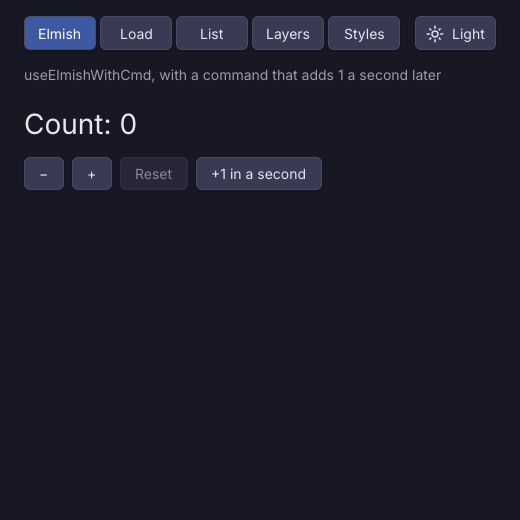 Elmish Load List Layers Styles Light
useElmishWithCmd, with a command that adds 1 a second later
Count: 0
− + Reset +1 in a second